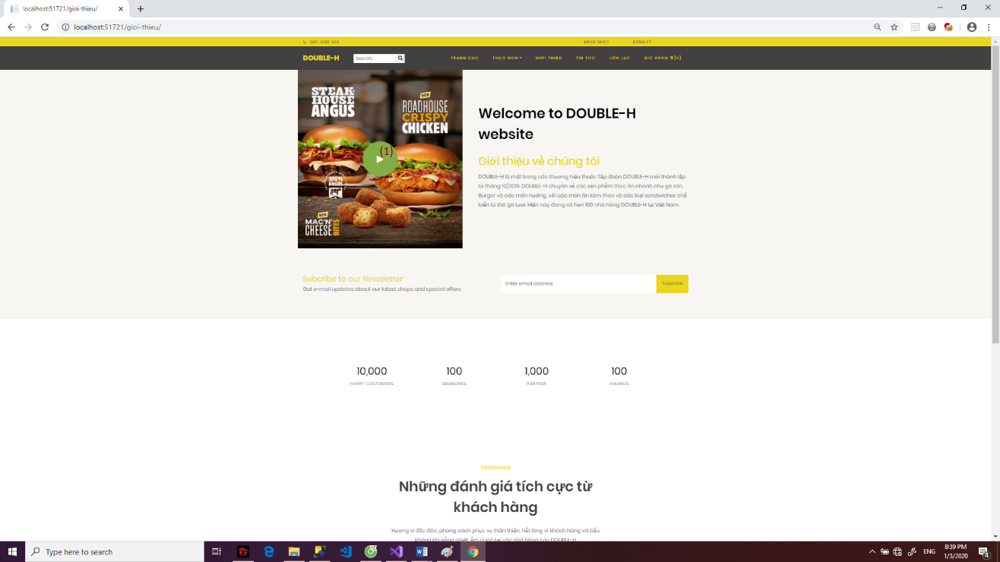 localhost:51721/gioi-thieu/
localhost:51721/gioi-thieu/
SĐT: 1900 1510
ĐĂNG NHẬP
ĐĂNG KÝ
DOUBLE-H
Search..
TRANG CHỦ
THỰC ĐƠN
GIỚI THIỆU
TIN TỨC
LIÊN LẠC
GIỎ HÀNG [0]
STEAK-
HOUSE
ANGUS
NEW
ROADHOUSE
CRISPY
CHICKEN
(1)
100%
ANGUS
NEW
MAC'N'
CHEESE
BITES
Welcome to DOUBLE-H
website
Giới thiệu về chúng tôi
DOUBLE-H là một trong các thương hiệu thuộc Tập đoàn DOUBLE-H mới thành lập
từ tháng 10/2019. DOUBLE-H chuyên về các sản phẩm thức ăn nhanh như gà rán,
Burger và các món nướng, với các món ăn kèm theo và các loại sandwiches chế
biến từ thịt gà tươi. Hiện nay đang có hơn 100 nhà hàng DOUBLE-H tại Việt Nam.
Subcribe to our Newsletter
Get e-mail updates about our latest shops and special offers
Enter email address
Subscribe
10,000
HAPPY CUSTOMERS
100
BRANCHES
1,000
PARTNER
100
AWARDS
Testimony
Những đánh giá tích cực từ
khách hàng
Hương vị độc đáo, phong cách phục vụ thân thiện, hết lòng vì khách hàng và bầu
không khí nồng nhiệt, ấm cúng tại các nhà hàng của DOUBLE-H
Type here to search
ENG
8:39 PM
1/3/2020
4